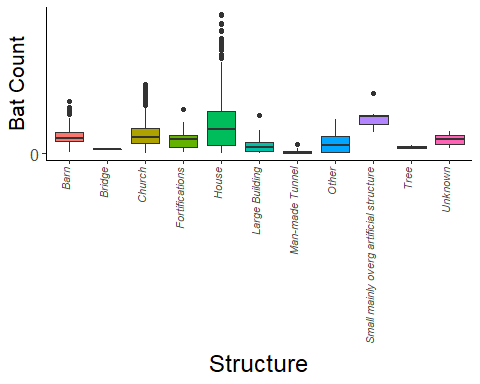 Bat Count
0
Barn
Bridge
Church
Fortifications
House
Large Building
Man-made Tunnel
Other
Small mainly overg artificial structure
Tree
Unknown
Structure